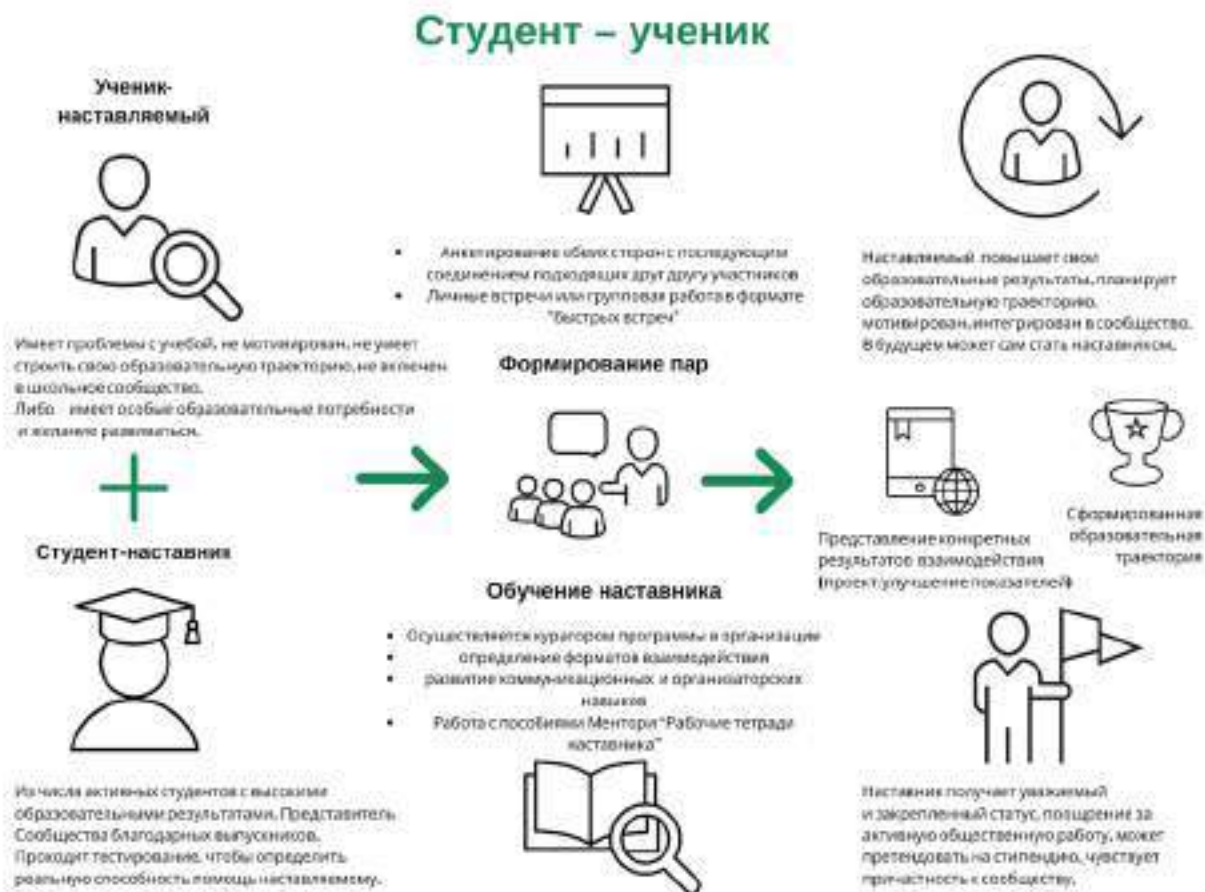 Студент – ученик
Ученик-
наставляемый
Имеет проблемы с учебой, не мотивирован, не умеет
строить свою образовательную траекторию, не включен
в школьное сообщество.
Либо имеет особые образовательные потребности
и желание развиваться.
Студент-наставник
Из числа активных студентов с высокими
образовательными результатами. Представитель
Сообщества благодарных выпускников.
Проходит тестирование, чтобы определить
реальную способность помощь наставляемому.
• Анкетирование обеих сторон с последующим
соединением подходящих друг другу участников
• Личные встречи или групповая работа в формате
"быстрых встреч"
Формирование пар
Обучение наставника
• Осуществляется куратором программы в организации
• определение форматов взаимодействия
• развитие коммуникационных и организаторских
навыков
• Работа с пособиями Ментори "Рабочие тетради
наставника"
Наставляемый повышает свои
образовательные результаты, планирует
образовательную траекторию,
мотивирован, интегрирован в сообщество.
В будущем может сам стать наставником.
Представление конкретных
результатов взаимодействия
(проект/улучшение показателей)
Сформированная
образовательная
траектория
Наставник получает уважаемый
и закрепленный статус, поощрение за
активную общественную работу, может
претендовать на стипендию, чувствует
причастность к сообществу.